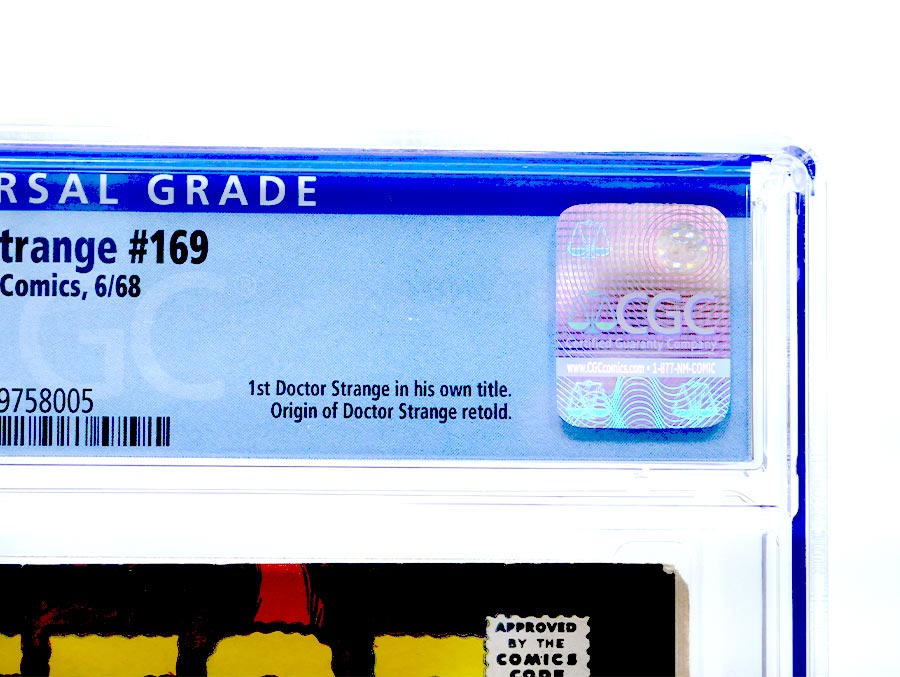 RSAL GRADE
trange #169
Comics, 6/68
9758005
1st Doctor Strange in his own title.
Origin of Doctor Strange retold.
CGC
Certified Guaranty Company
www.CGCcomics.com • 1-877-NM-COMIC
APPROVED
BY THE
COMICS
CODE